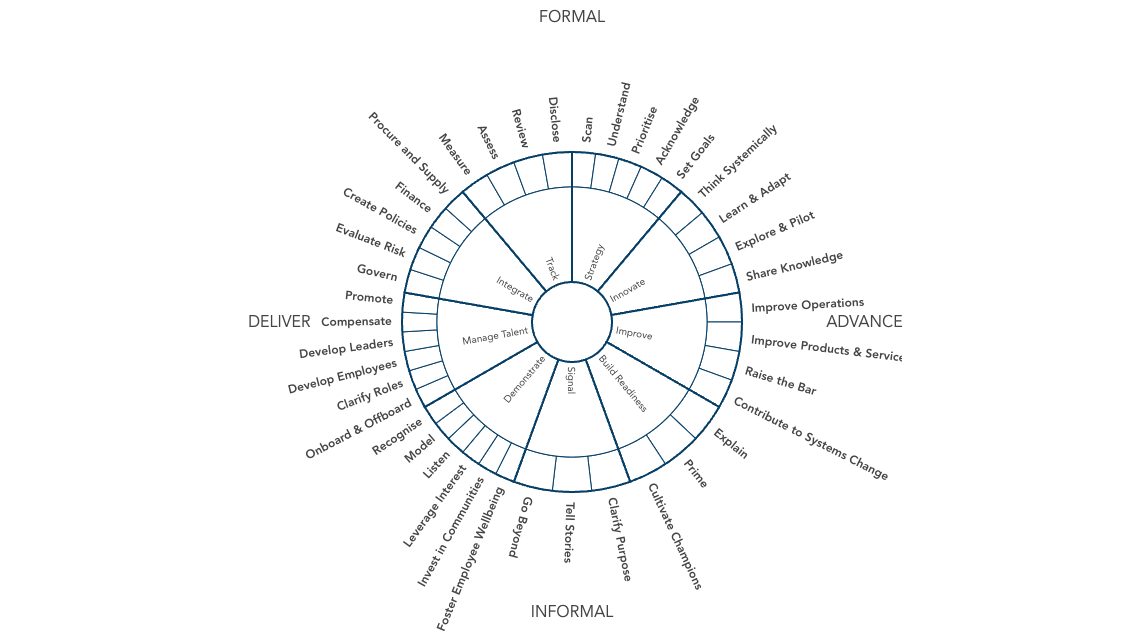 FORMAL
Scan
Understand
Prioritise
Acknowledge
Set Goals
Think Systemically
Learn & Adapt
Explore & Pilot
Share Knowledge
Improve Operations
ADVANCE
Improve Products & Service
Raise the Bar
Contribute to Systems Change
Explain
Prime
Cultivate Champions
Clarify Purpose
Tell Stories
Go Beyond
Foster Employee Wellbeing
Invest in Communities
Leverage Interest
Listen
Model
Recognise
Onboard & Offboard
Clarify Roles
Develop Employees
Develop Leaders
DELIVER
Compensate
Promote
Govern
Evaluate Risk
Create Policies
Finance
Procure and Supply
Measure
Assess
Review
Disclose
Strategy
Innovate
Improve
Build Readiness
Signal
Demonstrate
Manage Talent
Integrate
Track
INFORMAL